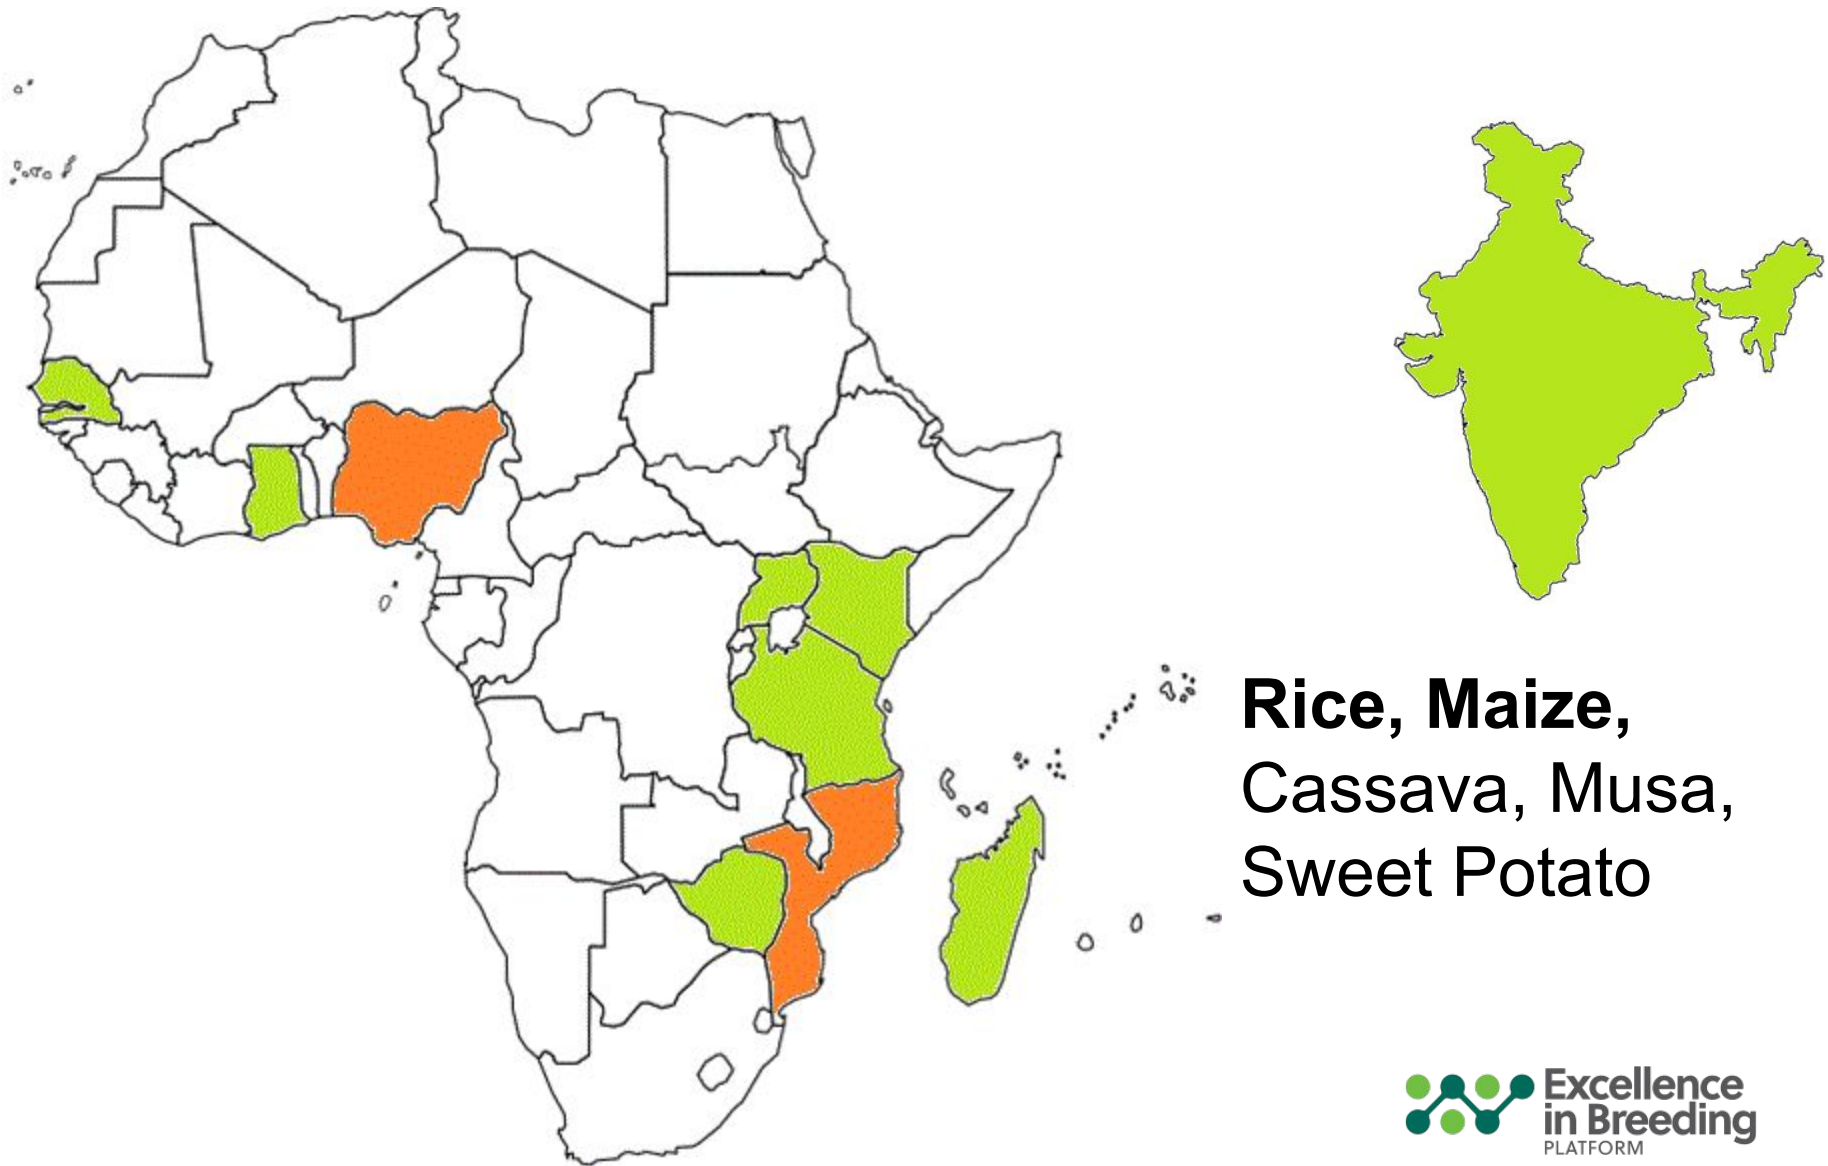 Rice, Maize,
Cassava, Musa,
Sweet Potato
Excellence
in Breeding
PLATFORM